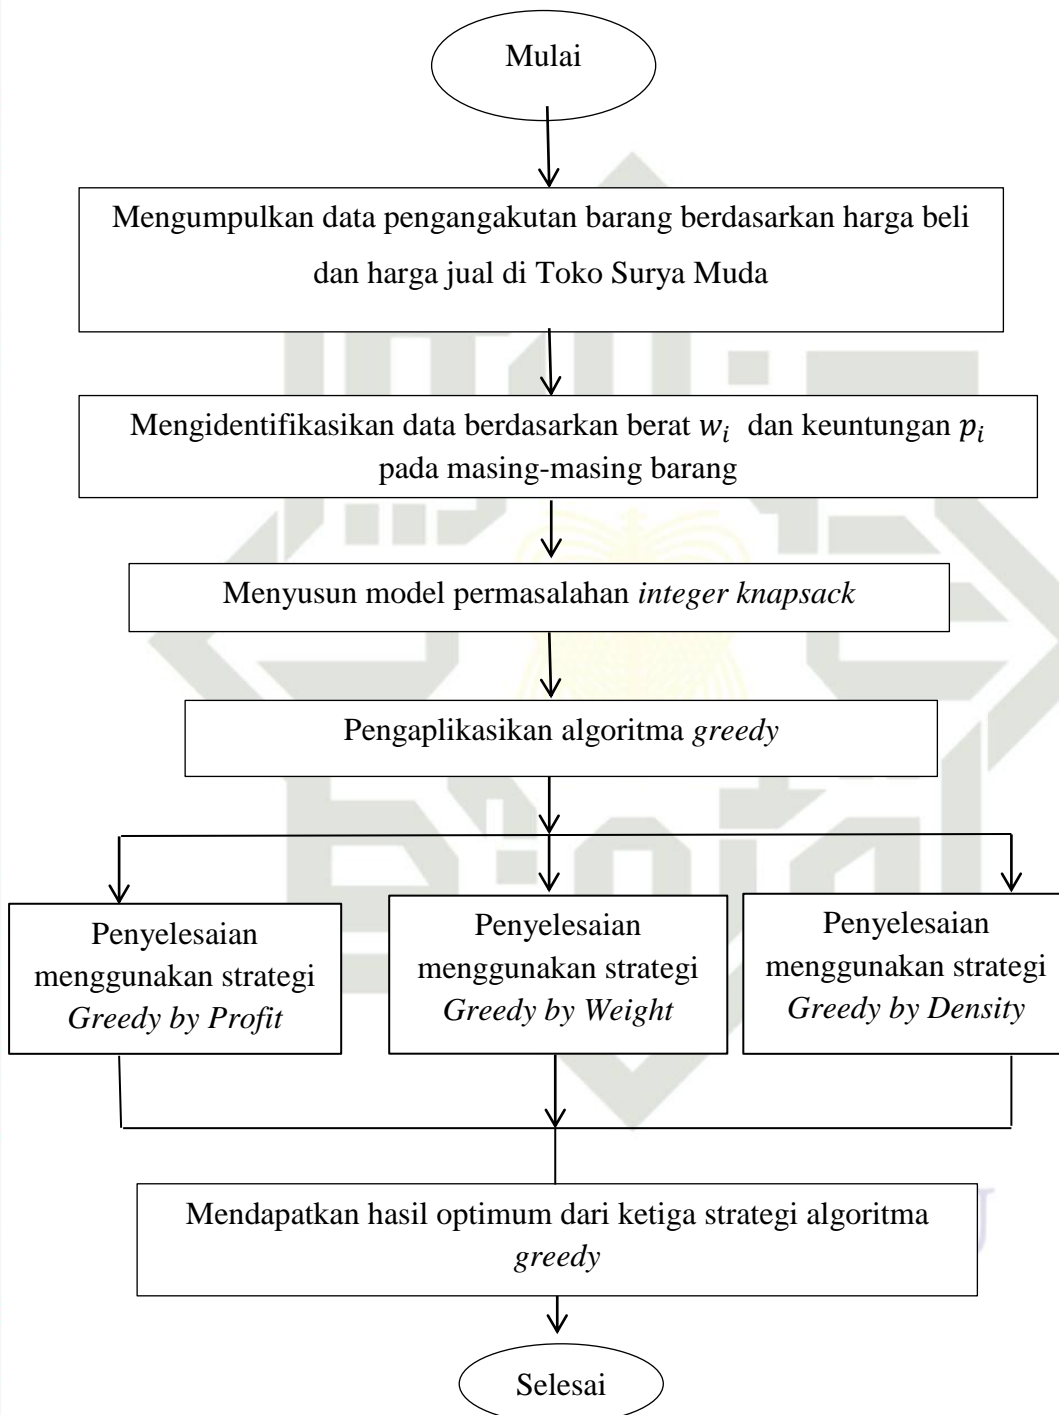 Mulai
Mengumpulkan data pengangakutan barang berdasarkan harga beli
dan harga jual di Toko Surya Muda
Mengidentifikasikan data berdasarkan berat w_i dan keuntungan p_i
pada masing-masing barang
Menyusun model permasalahan integer knapsack
Pengaplikasikan algoritma greedy
Penyelesaian
menggunakan strategi
Greedy by Profit
Penyelesaian
menggunakan strategi
Greedy by Weight
Penyelesaian
menggunakan strategi
Greedy by Density
Mendapatkan hasil optimum dari ketiga strategi algoritma
greedy
Selesai